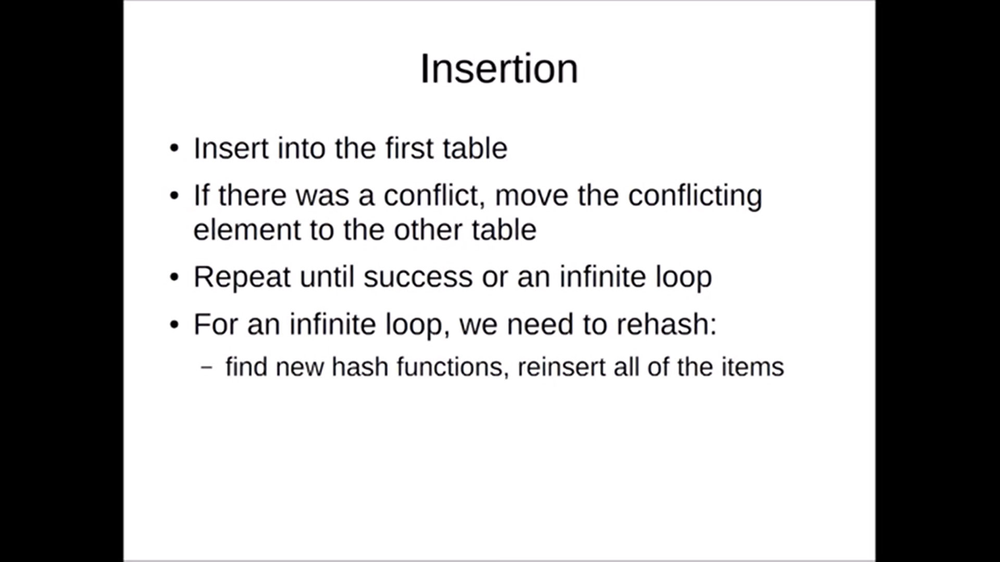 Insertion
• Insert into the first table
• If there was a conflict, move the conflicting
element to the other table
• Repeat until success or an infinite loop
• For an infinite loop, we need to rehash:
– find new hash functions, reinsert all of the items